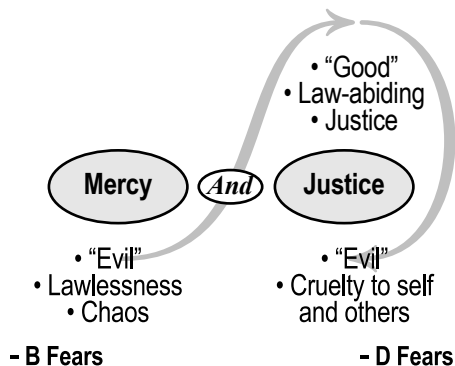 • “Good”
• Law-abiding
• Justice
Mercy And Justice
• “Evil”
• Lawlessness
• Chaos
• “Evil”
• Cruelty to self
and others
– B Fears
– D Fears